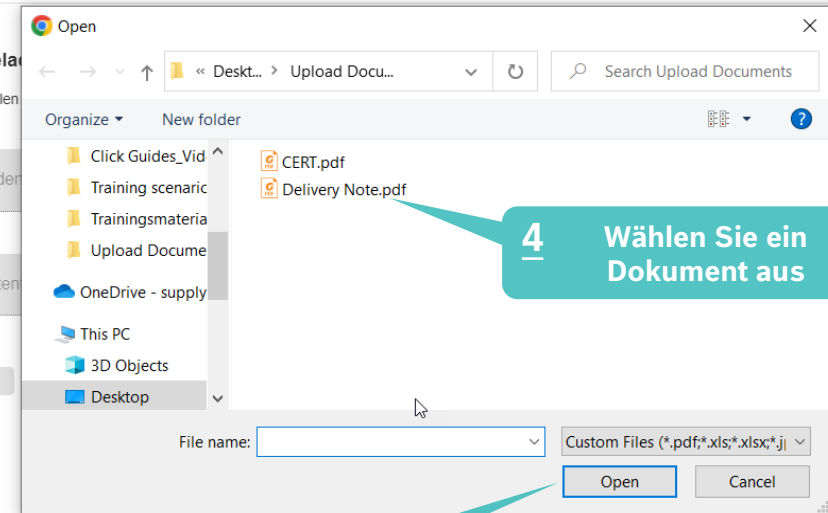 Open
« Deskt... > Upload Docu...
Search Upload Documents
Organize
New folder
?
Click Guides_Vid
Training scenaric
Trainingsmateria
Upload Docume
OneDrive - supply
This PC
3D Objects
Desktop
CERT.pdf
Delivery Note.pdf
4 Wählen Sie ein
Dokument aus
File name:
Custom Files (*.pdf;*.xls;*.xlsx;*.j
Open
Cancel